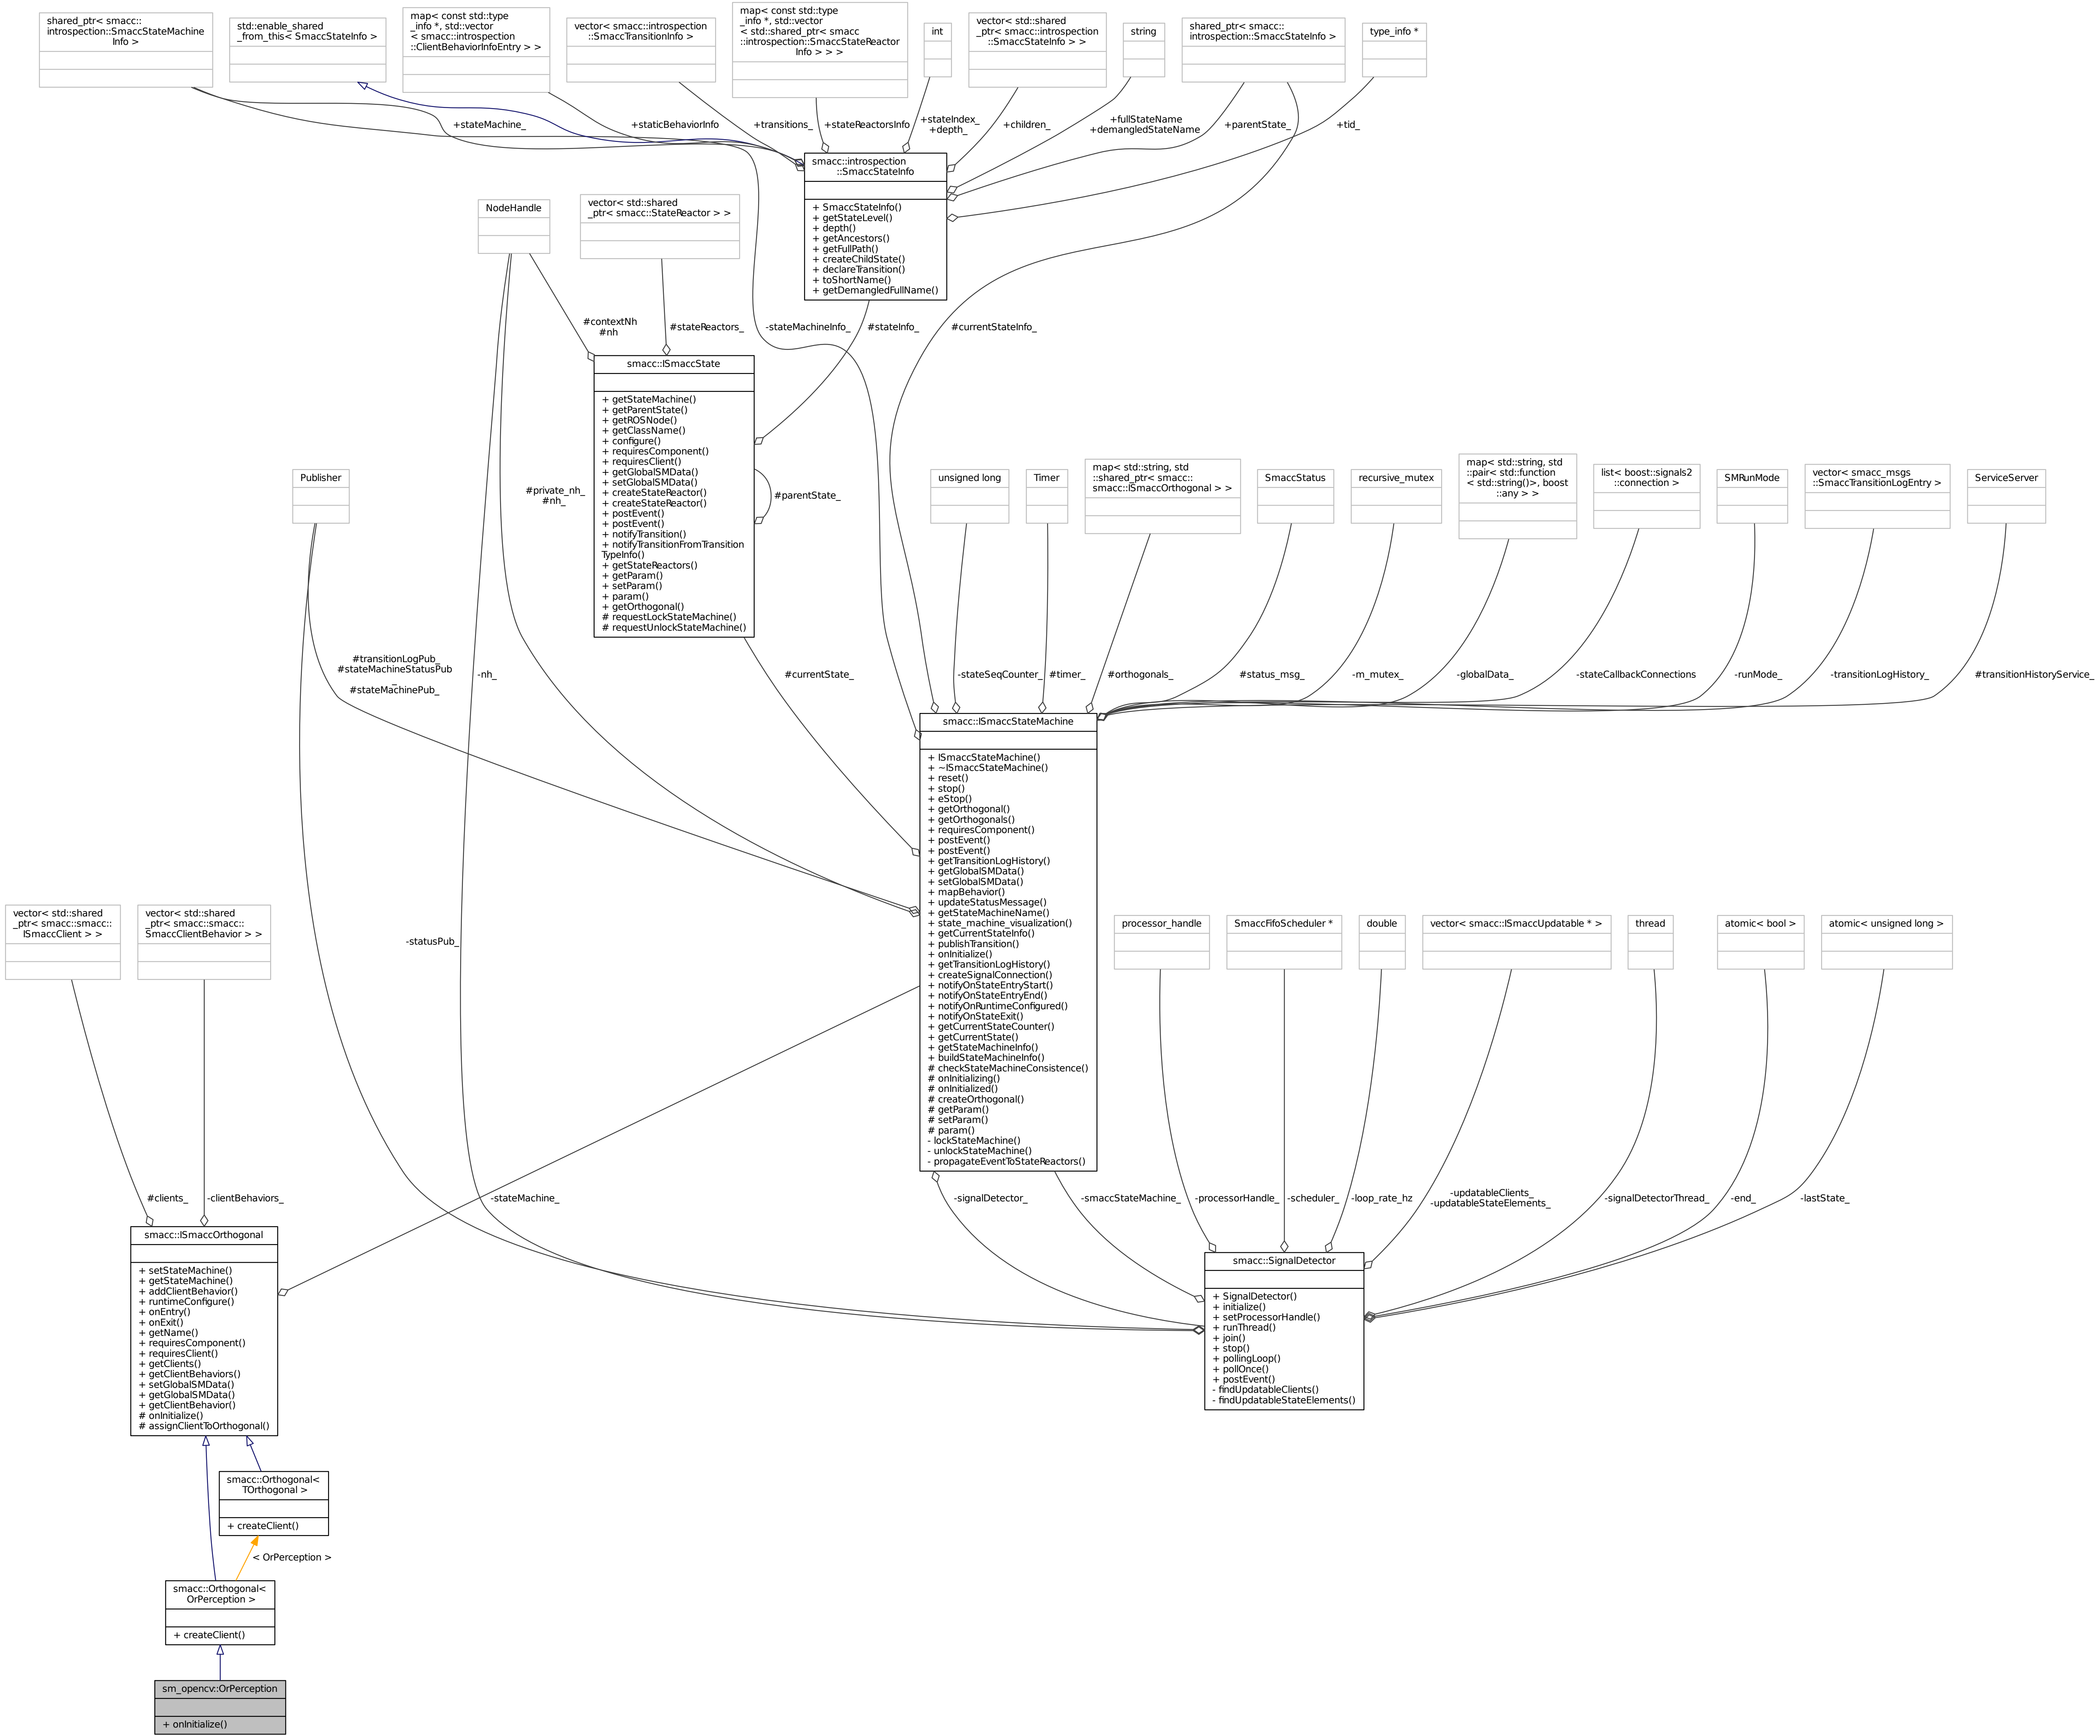 shared_ptr< smacc::
introspection::SmaccStateMachine
Info >
std::enable_shared
_from_this< SmaccStateInfo >
map< const std::type
_info *, std::vector
< smacc::introspection
::ClientBehaviorInfoEntry > >
vector< smacc::introspection
::SmaccTransitionInfo >
map< const std::type
_info *, std::vector
< std::shared_ptr< smacc
::introspection::SmaccStateReactor
Info > > >
int
vector< std::shared
_ptr< smacc::introspection
::SmaccStateInfo > >
string
shared_ptr< smacc::
introspection::SmaccStateInfo >
type_info *
+stateMachine_
+staticBehaviorInfo
+transitions_
+stateReactorsInfo
+stateIndex_
+depth_
+children_
+fullStateName
+demangledStateName
+parentState_
+tid_
smacc::introspection
::SmaccStateInfo
+ SmaccStateInfo()
+ getStateLevel()
+ depth()
+ getAncestors()
+ getFullPath()
+ createChildState()
+ declareTransition()
+ toShortName()
+ getDemangledFullName()
NodeHandle
vector< std::shared
_ptr< smacc::StateReactor > >
#contextNh
#nh
#stateReactors_
-stateMachineInfo_
#stateInfo_
#currentStateInfo_
smacc::ISmaccState
+ getStateMachine()
+ getParentState()
+ getROSNode()
+ getClassName()
+ configure()
+ requiresComponent()
+ requiresClient()
+ getGlobalSMData()
+ setGlobalSMData()
+ createStateReactor()
+ createStateReactor()
+ postEvent()
+ postEvent()
+ notifyTransition()
+ notifyTransitionFromTransition
TypeInfo()
+ getStateReactors()
+ getParam()
+ setParam()
+ param()
+ getOrthogonal()
# requestLockStateMachine()
# requestUnlockStateMachine()
#parentState_
Publisher
#private_nh_
#nh_
unsigned long
Timer
map< std::string, std
::shared_ptr< smacc::
smacc::ISmaccOrthogonal > >
SmaccStatus
recursive_mutex
map< std::string, std
::pair< std::function
< std::string()>, boost
::any > >
list< boost::signals2
::connection >
SMRunMode
vector< smacc_msgs
::SmaccTransitionLogEntry >
ServiceServer
#transitionLogPub_
#stateMachineStatusPub
_
#stateMachinePub_
-nh_
#currentState_
-stateSeqCounter_
#timer_
#orthogonals_
#status_msg_
-m_mutex_
-globalData_
-stateCallbackConnections
-runMode_
-transitionLogHistory_
#transitionHistoryService_
smacc::ISmaccStateMachine
+ ISmaccStateMachine()
+ ~ISmaccStateMachine()
+ reset()
+ stop()
+ eStop()
+ getOrthogonal()
+ getOrthogonals()
+ requiresComponent()
+ postEvent()
+ postEvent()
+ getTransitionLogHistory()
+ getGlobalSMData()
+ setGlobalSMData()
+ mapBehavior()
+ updateStatusMessage()
+ getStateMachineName()
+ state_machine_visualization()
+ getCurrentStateInfo()
+ publishTransition()
+ onInitialize()
+ getTransitionLogHistory()
+ createSignalConnection()
+ notifyOnStateEntryStart()
+ notifyOnStateEntryEnd()
+ notifyOnRuntimeConfigured()
+ notifyOnStateExit()
+ getCurrentStateCounter()
+ getCurrentState()
+ getStateMachineInfo()
+ buildStateMachineInfo()
# checkStateMachineConsistence()
# onInitializing()
# onInitialized()
# createOrthogonal()
# getParam()
# setParam()
# param()
- lockStateMachine()
- unlockStateMachine()
- propagateEventToStateReactors()
vector< std::shared
_ptr< smacc::smacc::
ISmaccClient > >
vector< std::shared
_ptr< smacc::smacc::
SmaccClientBehavior > >
-statusPub_
processor_handle
SmaccFifoScheduler *
double
vector< smacc::ISmaccUpdatable * >
thread
atomic< bool >
atomic< unsigned long >
#clients_
-clientBehaviors_
-stateMachine_
-signalDetector_
-smaccStateMachine_
-processorHandle_
-scheduler_
-loop_rate_hz
-updatableClients_
-updatableStateElements_
-signalDetectorThread_
-end_
-lastState_
smacc::ISmaccOrthogonal
+ setStateMachine()
+ getStateMachine()
+ addClientBehavior()
+ runtimeConfigure()
+ onEntry()
+ onExit()
+ getName()
+ requiresComponent()
+ requiresClient()
+ getClients()
+ getClientBehaviors()
+ setGlobalSMData()
+ getGlobalSMData()
+ getClientBehavior()
# onInitialize()
# assignClientToOrthogonal()
smacc::SignalDetector
+ SignalDetector()
+ initialize()
+ setProcessorHandle()
+ runThread()
+ join()
+ stop()
+ pollingLoop()
+ pollOnce()
+ postEvent()
- findUpdatableClients()
- findUpdatableStateElements()
smacc::Orthogonal<
TOrthogonal >
+ createClient()
< OrPerception >
smacc::Orthogonal<
OrPerception >
+ createClient()
sm_opencv::OrPerception
+ onInitialize()